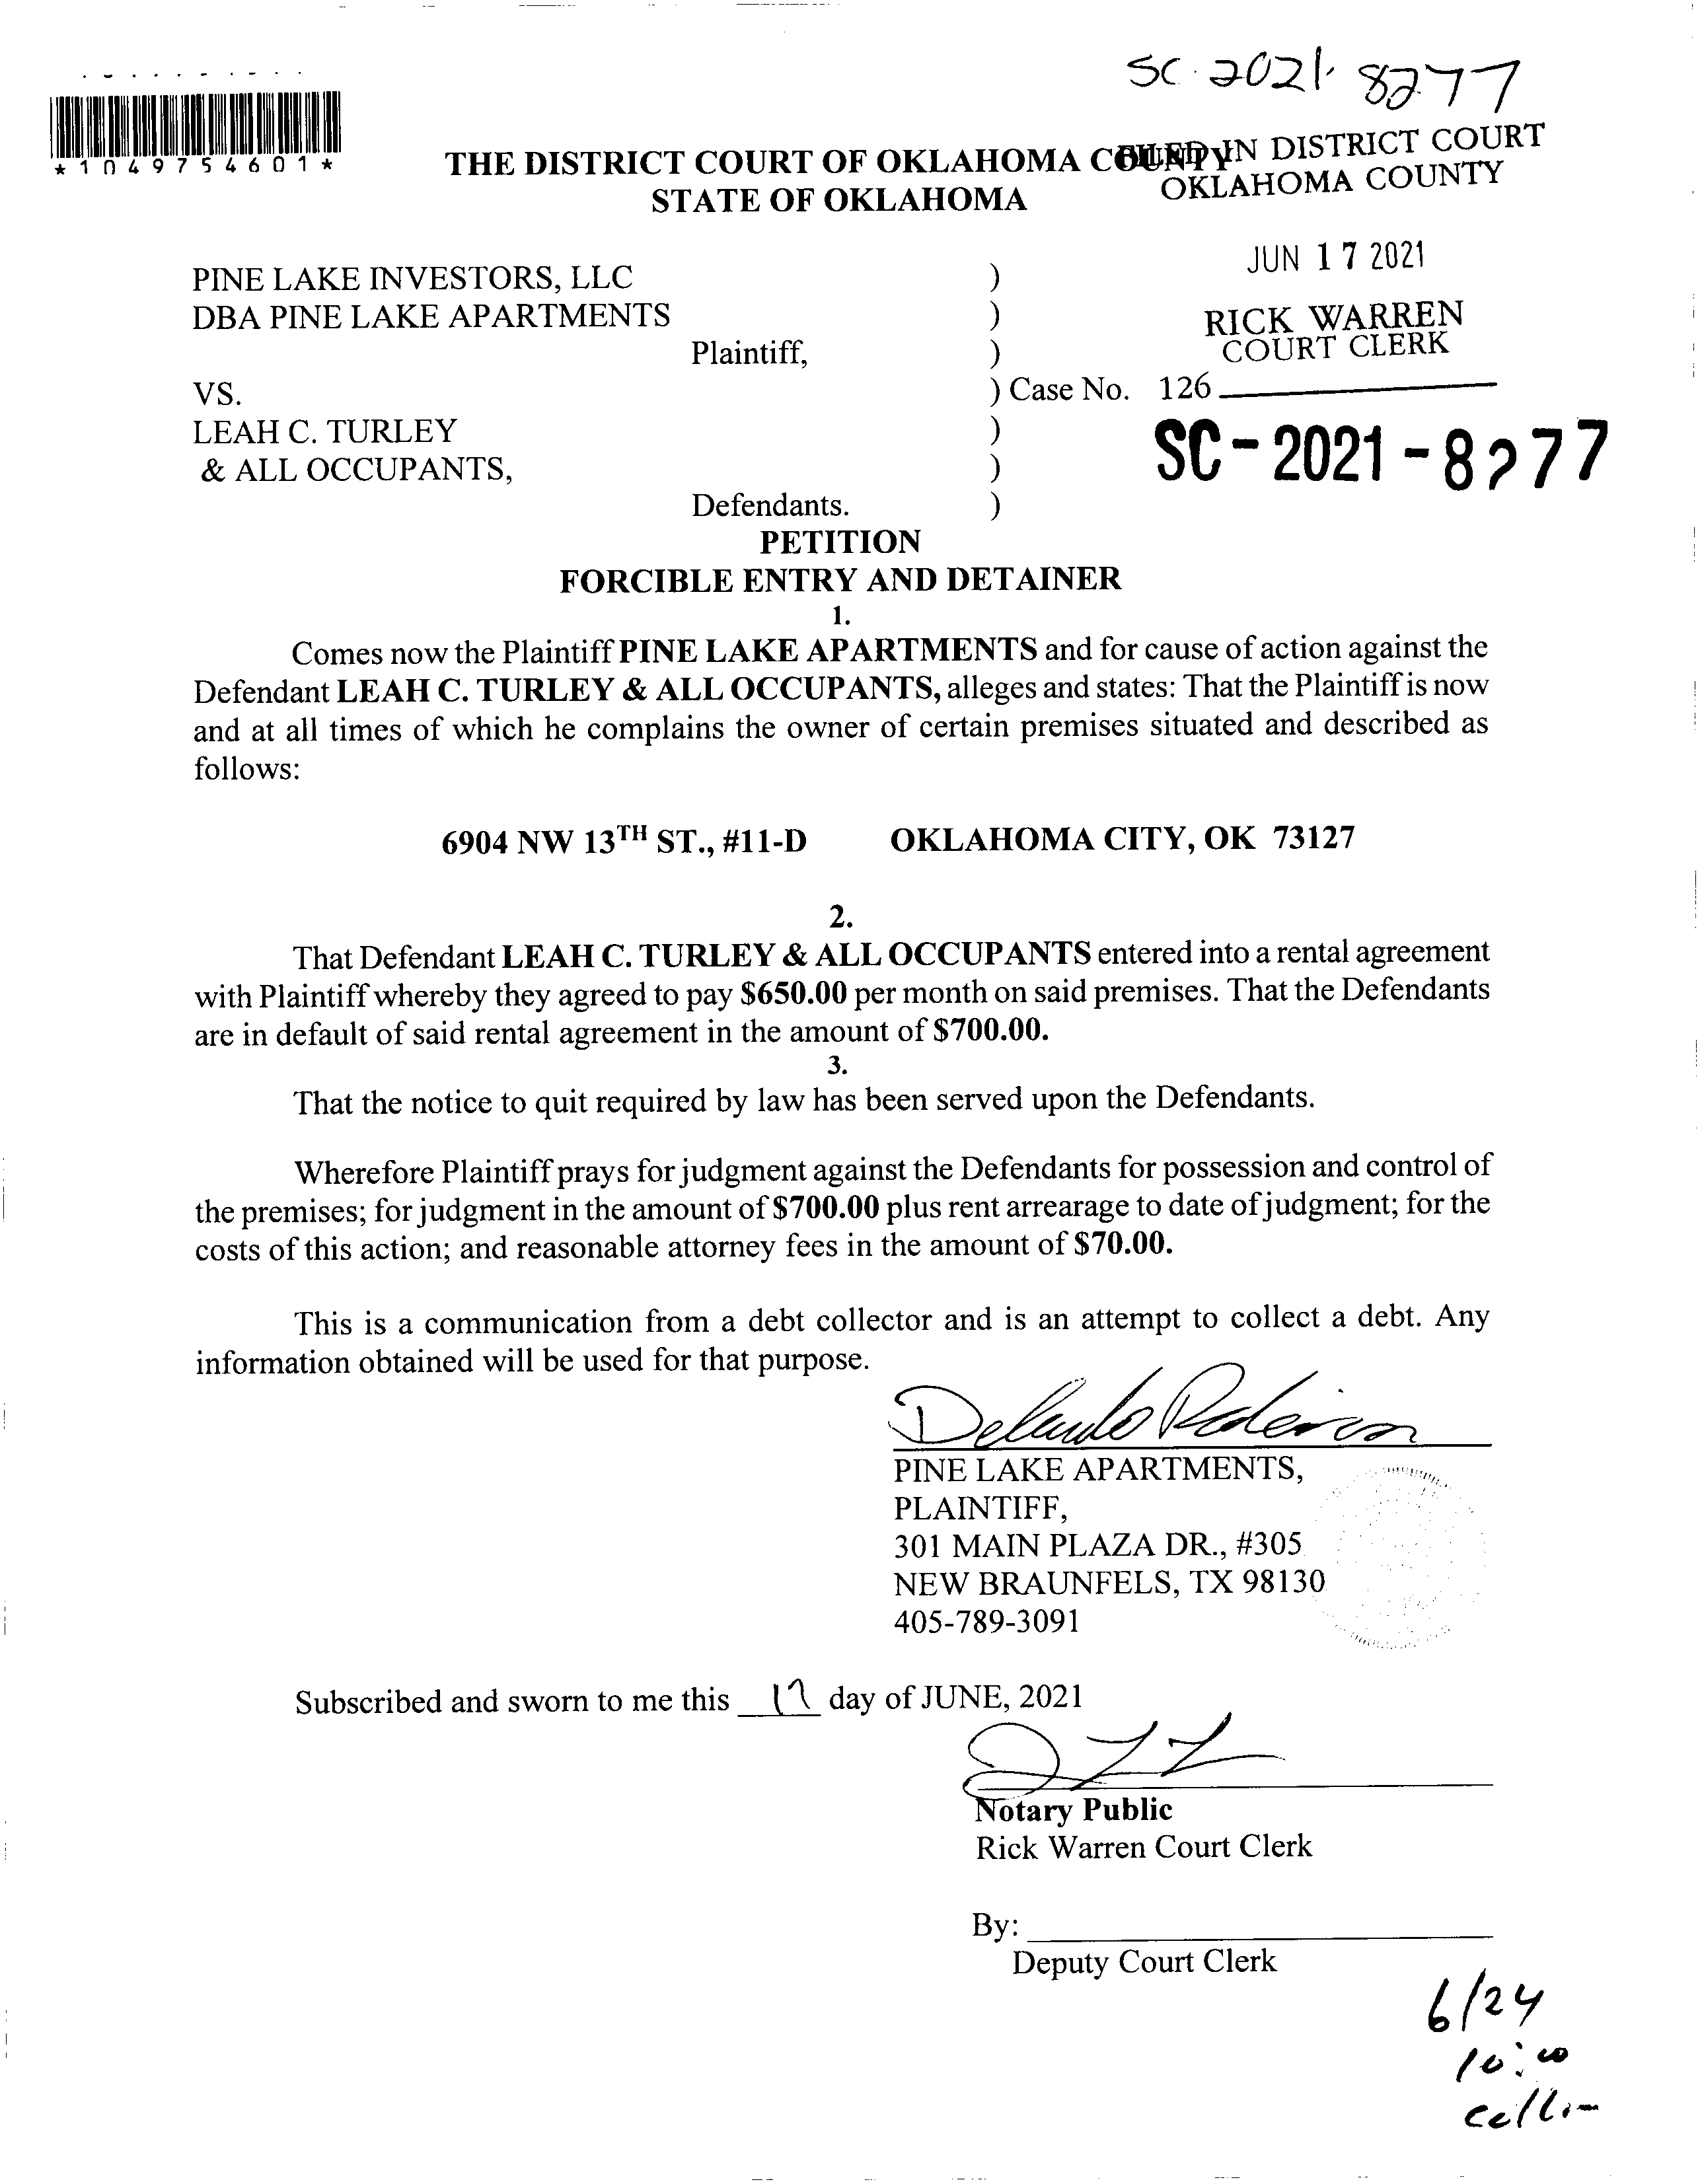 SC-2021-8277
*1049754601*
THE DISTRICT COURT OF OKLAHOMA COUNTY
STATE OF OKLAHOMA
FILED IN DISTRICT COURT
OKLAHOMA COUNTY
JUN 17 2021
RICK WARREN
COURT CLERK
126
PINE LAKE INVESTORS, LLC )
DBA PINE LAKE APARTMENTS )
Plaintiff, )
VS. ) Case No.
LEAH C. TURLEY )
& ALL OCCUPANTS, )
Defendants. )
SC-2021-8277
PETITION
FORCIBLE ENTRY AND DETAINER
1.
Comes now the Plaintiff PINE LAKE APARTMENTS and for cause of action against the
Defendant LEAH C. TURLEY & ALL OCCUPANTS, alleges and states: That the Plaintiff is now
and at all times of which he complains the owner of certain premises situated and described as
follows:
6904 NW 13TH ST., #11-D OKLAHOMA CITY, OK 73127
2.
That Defendant LEAH C. TURLEY & ALL OCCUPANTS entered into a rental agreement
with Plaintiff whereby they agreed to pay $650.00 per month on said premises. That the Defendants
are in default of said rental agreement in the amount of $700.00.
3.
That the notice to quit required by law has been served upon the Defendants.
Wherefore Plaintiff prays for judgment against the Defendants for possession and control of
the premises; for judgment in the amount of $700.00 plus rent arrearage to date of judgment; for the
costs of this action; and reasonable attorney fees in the amount of $70.00.
This is a communication from a debt collector and is an attempt to collect a debt. Any
information obtained will be used for that purpose.
PINE LAKE APARTMENTS,
PLAINTIFF,
301 MAIN PLAZA DR., #305
NEW BRAUNFELS, TX 98130
405-789-3091
Subscribed and sworn to me this 17 day of JUNE, 2021
Notary Public
Rick Warren Court Clerk
By:
Deputy Court Clerk
6/24
10:00